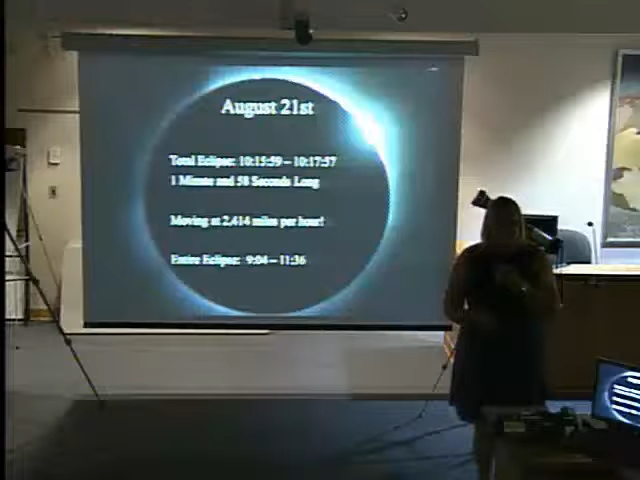 August 21st
Total Eclipse: 10:15:59 – 10:17:57
1 Minute and 58 Seconds Long
Moving at 2,414 miles per hour!
Entire Eclipse: 9:04 – 11:36